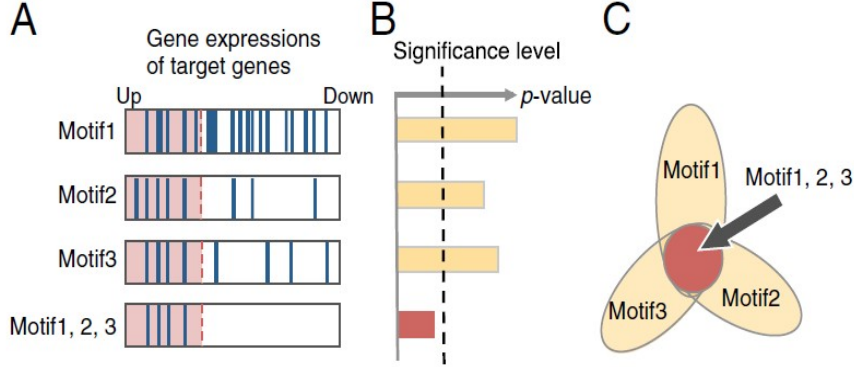 A
Gene expressions
of target genes
Up
Down
Motif1
Motif2
Motif3
Motif1, 2, 3
B
Significance level
p-value
C
Motif1
Motif1, 2, 3
Motif3
Motif2